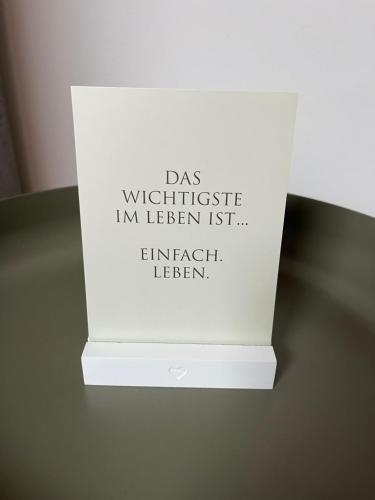 DAS
WICHTIGSTE
IM LEBEN IST...
EINFACH.
LEBEN.